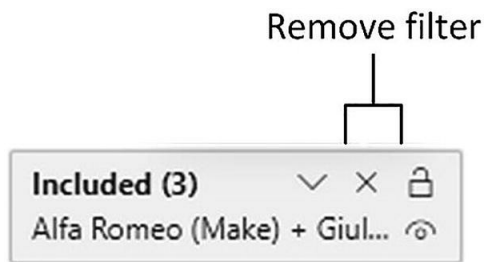 Remove filter
Included (3)
Alfa Romeo (Make) + Giul...